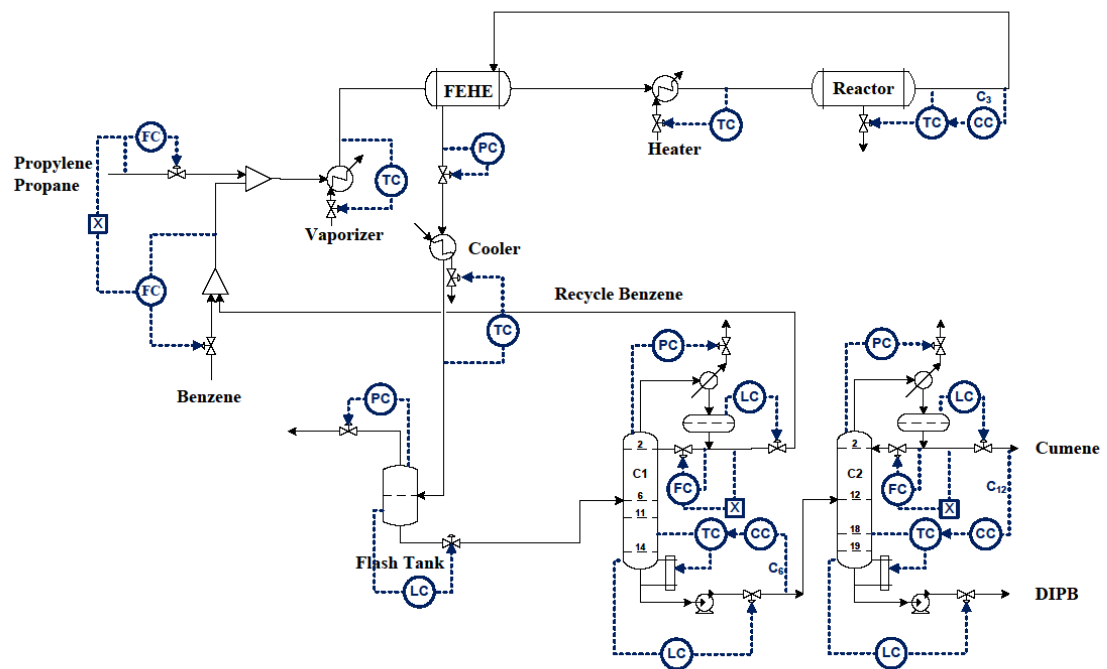 FEHE
Reactor
C3
TC
CC
TC
Heater
FC
Propylene
Propane
PC
TC
X
Vaporizer
Cooler
FC
Recycle Benzene
TC
Benzene
PC
PC
PC
LC
LC
2
2
Cumene
C1
C2
FC
FC
C12
6
12
X
X
11
TC
CC
18
TC
CC
14
19
Flash Tank
C6
LC
DIPB
LC
LC